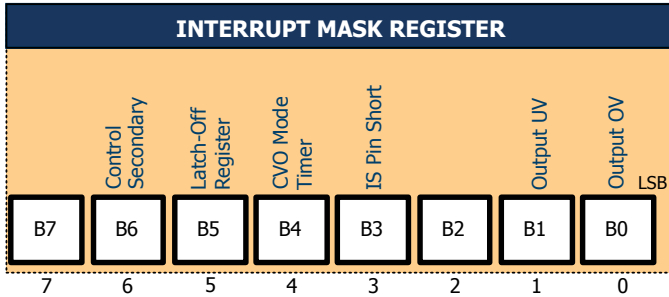 INTERRUPT MASK REGISTER
Control
Secondary
Latch-Off
Register
CVO Mode
Timer
IS Pin Short
Output UV
Output OV
LSB
B7 B6 B5 B4 B3 B2 B1 B0
7 6 5 4 3 2 1 0